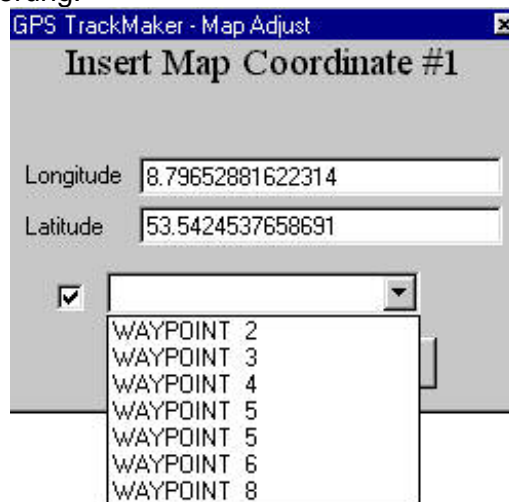 erung.
GPS TrackMaker - Map Adjust
Insert Map Coordinate #1
Longitude 8.79652881622314
Latitude 53.5424537658691
WAYPOINT 2
WAYPOINT 3
WAYPOINT 4
WAYPOINT 5
WAYPOINT 5
WAYPOINT 6
WAYPOINT 8